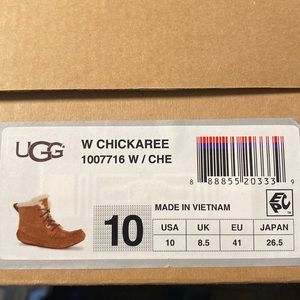 UGG
W CHICKAREE
1007716 W / CHE
8 88855 20333 9
10
MADE IN VIETNAM
EPC
USA UK EU JAPAN
10 8.5 41 26.5